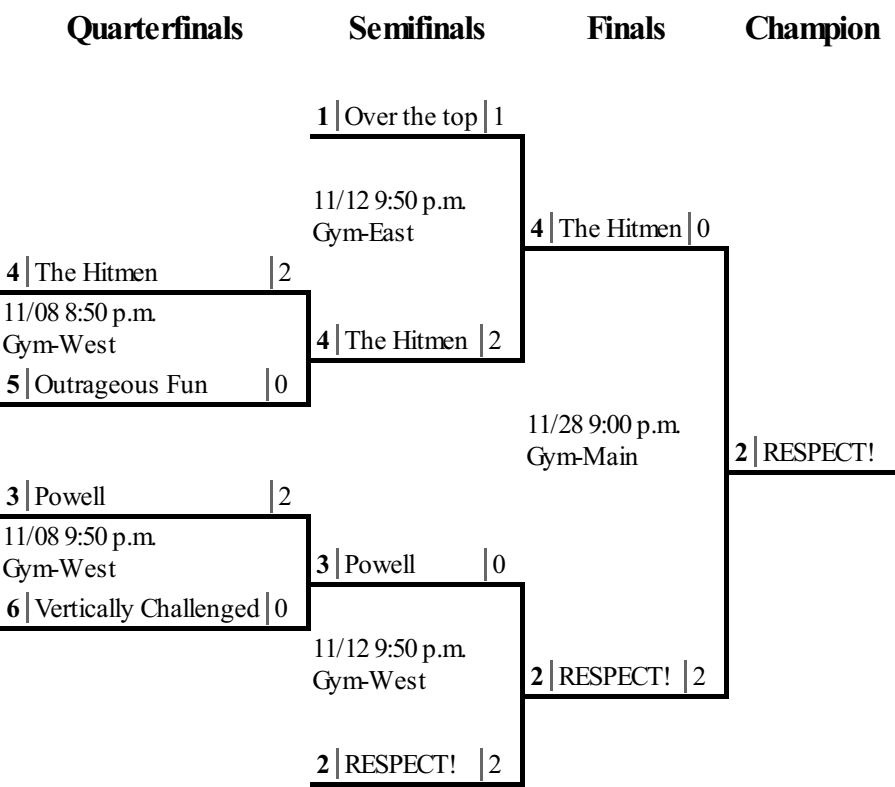 Quarterfinals Semifinals Finals Champion
1 Over the top 1
11/12 9:50 p.m.
Gym-East
4 The Hitmen 0
4 The Hitmen 2
11/08 8:50 p.m.
Gym-West
4 The Hitmen 2
5 Outrageous Fun 0
11/28 9:00 p.m.
Gym-Main
2 RESPECT!
3 Powell 2
11/08 9:50 p.m.
Gym-West
3 Powell 0
6 Vertically Challenged 0
11/12 9:50 p.m.
Gym-West
2 RESPECT! 2
2 RESPECT! 2